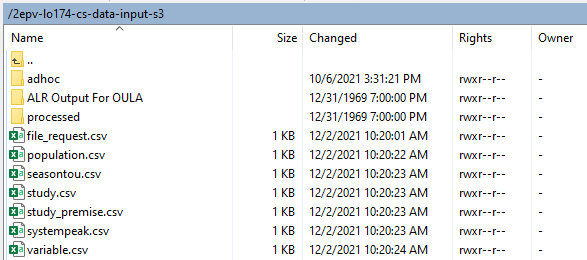 /2epv-lo174-cs-data-input-s3
Name Size Changed Rights Owner
..
adhoc 10/6/2021 3:31:21 PM rwxr--r-- -
ALR Output For OULA 12/31/1969 7:00:00 PM rwxr--r-- -
processed 12/31/1969 7:00:00 PM rwxr--r-- -
file_request.csv 1 KB 12/2/2021 10:20:01 AM rwxr--r-- -
population.csv 1 KB 12/2/2021 10:20:22 AM rwxr--r-- -
seasontou.csv 1 KB 12/2/2021 10:20:23 AM rwxr--r-- -
study.csv 1 KB 12/2/2021 10:20:23 AM rwxr--r-- -
study_premise.csv 1 KB 12/2/2021 10:20:23 AM rwxr--r-- -
systempeak.csv 1 KB 12/2/2021 10:20:23 AM rwxr--r-- -
variable.csv 1 KB 12/2/2021 10:20:24 AM rwxr--r-- -